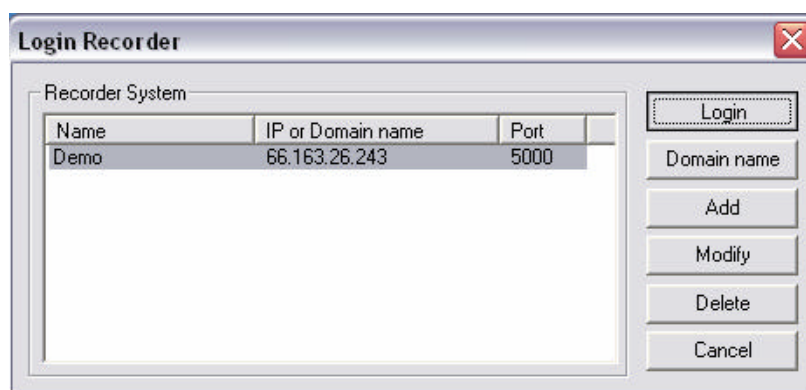 Login Recorder
Recorder System
Name IP or Domain name Port
Demo 66.163.26.243 5000
Login
Domain name
Add
Modify
Delete
Cancel